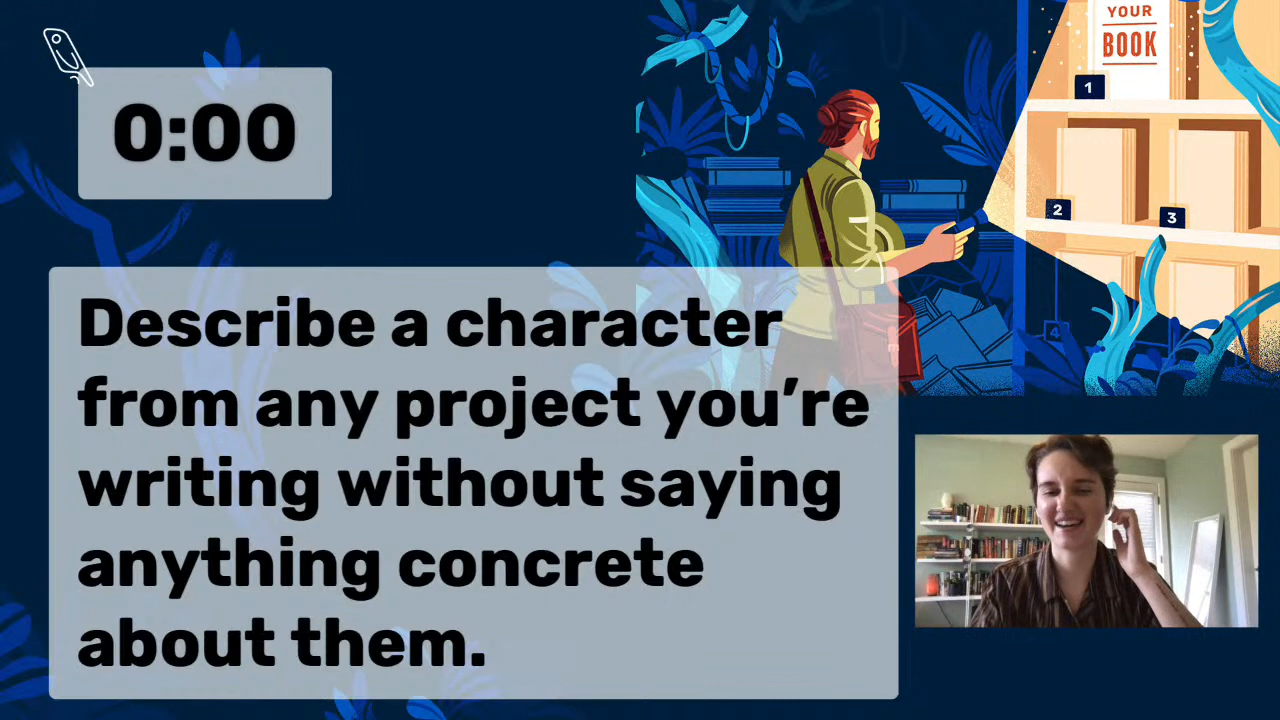 0:00
Describe a character
from any project you’re
writing without saying
anything concrete
about them.
YOUR
BOOK
1
2
3
4